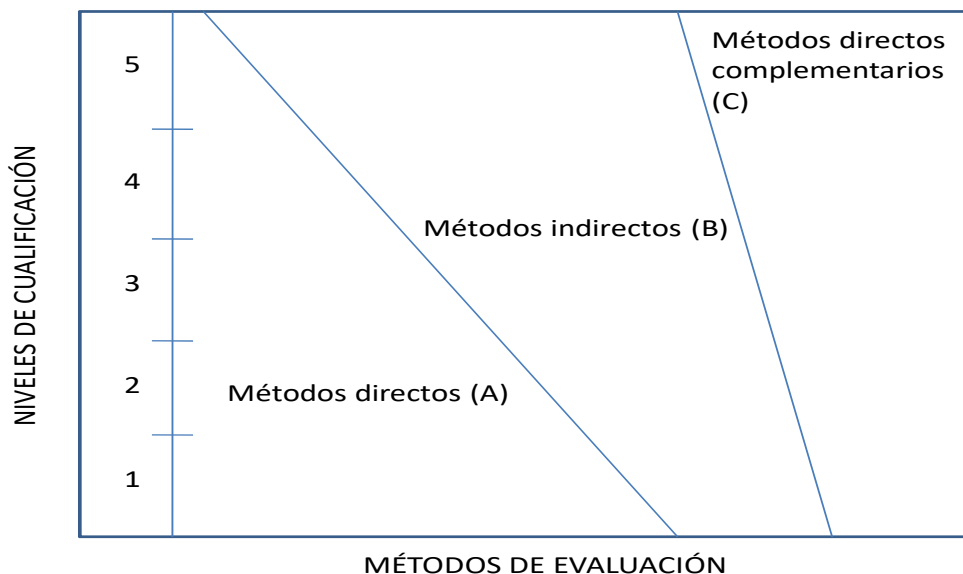 NIVELES DE CUALIFICACIÓN
5
4
3
2
1
Métodos directos
complementarios
(C)
Métodos indirectos (B)
Métodos directos (A)
MÉTODOS DE EVALUACIÓN